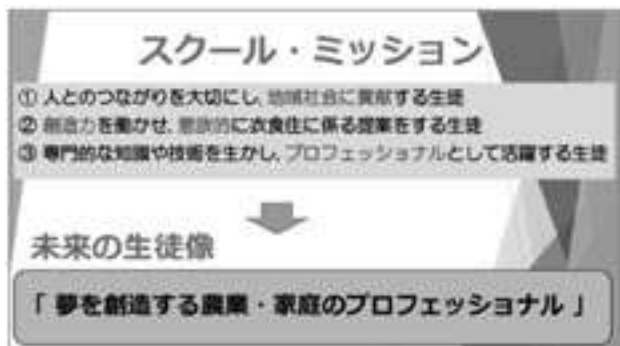 スクール・ミッション
① 人とのつながりを大切にし、地域社会に貢献する生徒
② 創造力を働かせ、意欲的に衣食住に係る提案をする生徒
③ 専門的な知識や技術を生かし、プロフェッショナルとして活躍する生徒
未来の生徒像
「 夢を創造する農業・家庭のプロフェッショナル 」